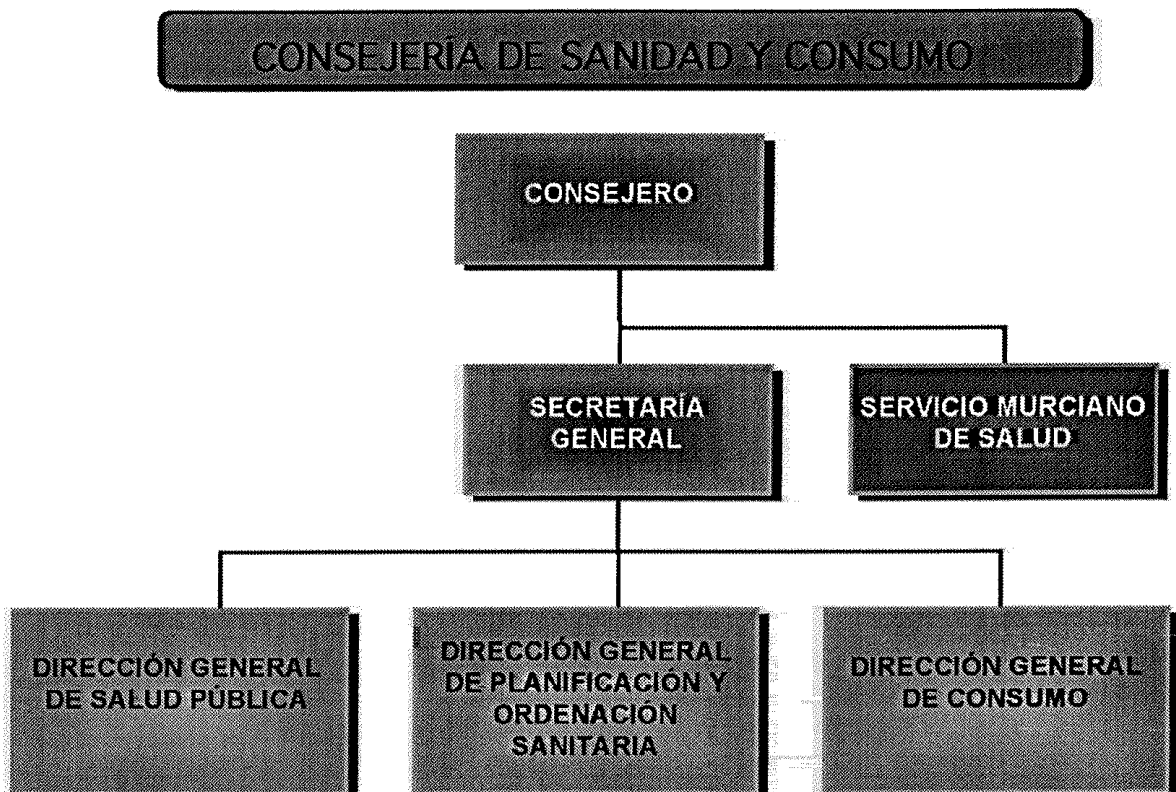 CONSEJERÍA DE SANIDAD Y CONSUMO
CONSEJERO
SECRETARÍA
GENERAL
SERVICIO MURCIANO
DE SALUD
DIRECCIÓN GENERAL
DE SALUD PÚBLICA
DIRECCIÓN GENERAL
DE PLANIFICACIÓN Y
ORDENACIÓN
SANITARIA
DIRECCIÓN GENERAL
DE CONSUMO